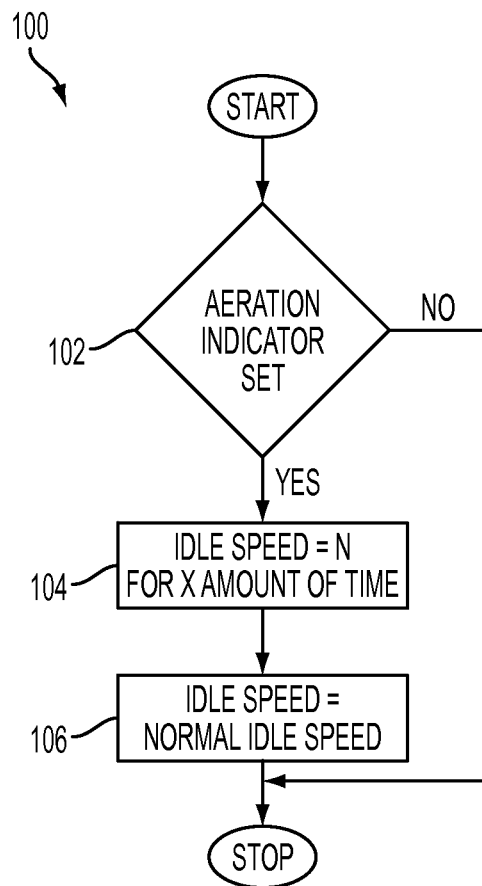 100
START
AERATION
INDICATOR
SET
102
NO
YES
IDLE SPEED = N
FOR X AMOUNT OF TIME
104
IDLE SPEED =
NORMAL IDLE SPEED
106
STOP